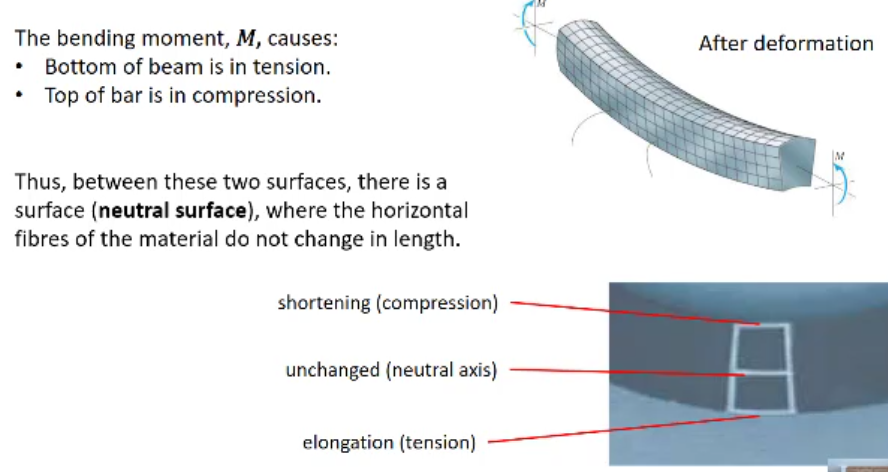 The bending moment, M, causes:
• Bottom of beam is in tension.
• Top of bar is in compression.
After deformation
M
M
Thus, between these two surfaces, there is a
surface (neutral surface), where the horizontal
fibres of the material do not change in length.
shortening (compression)
unchanged (neutral axis)
elongation (tension)